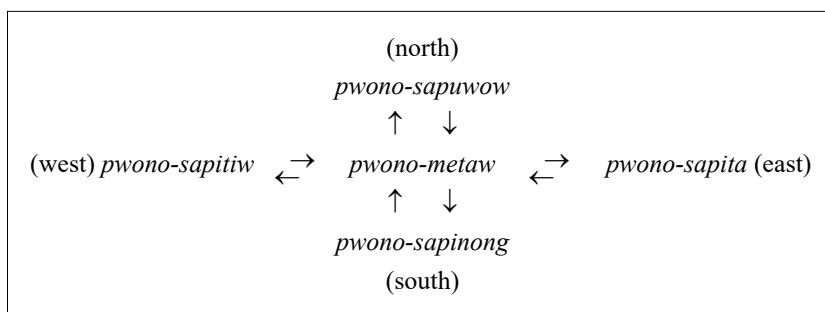 (north)
pwono-sapuwow
↑ ↓
(west) pwono-sapitiw ← → pwono-metaw ← → pwono-sapita (east)
↑ ↓
pwono-sapinong
(south)